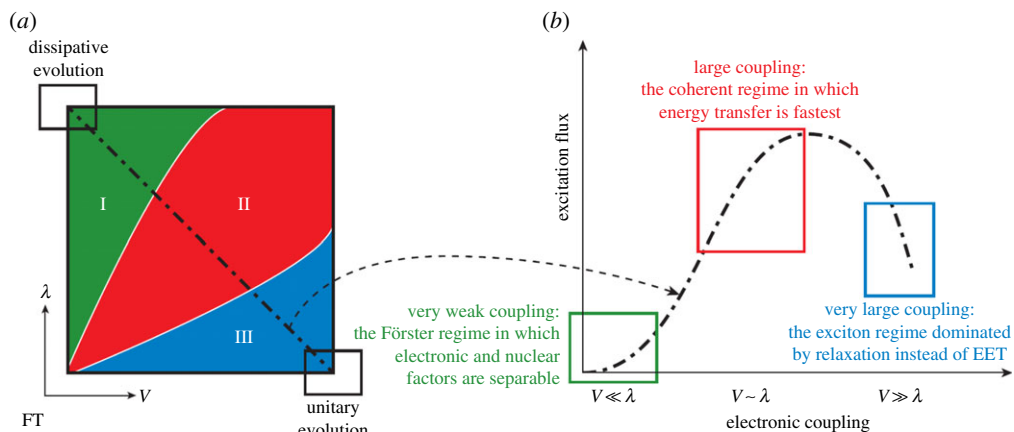 (a)
dissipative
evolution
I
II
III
λ
V
FT
unitary
evolution
(b)
excitation flux
large coupling:
the coherent regime in which
energy transfer is fastest
very weak coupling:
the Förster regime in which
electronic and nuclear
factors are separable
very large coupling:
the exciton regime dominated
by relaxation instead of EET
V ≪ λ
V ~ λ
V ≫ λ
electronic coupling